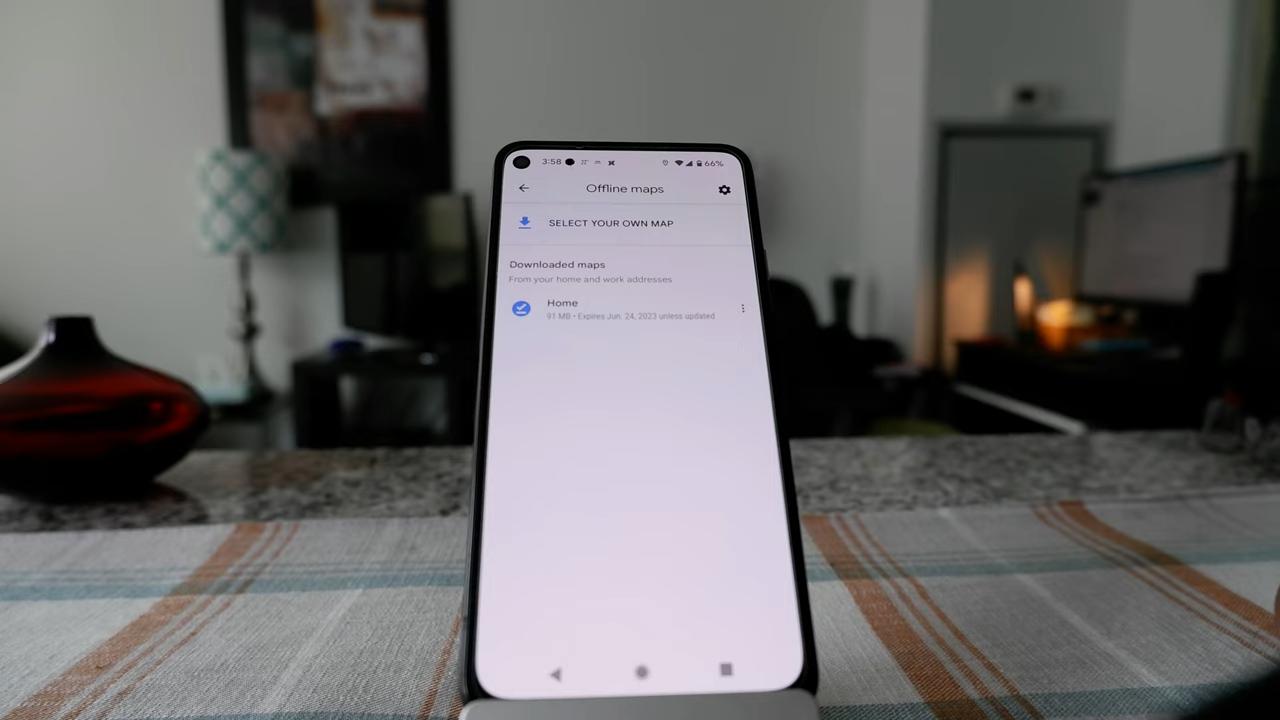 3:58 66%
Offline maps
SELECT YOUR OWN MAP
Downloaded maps
From your home and work addresses
Home
91 MB • Expires Jun. 24, 2023 unless updated